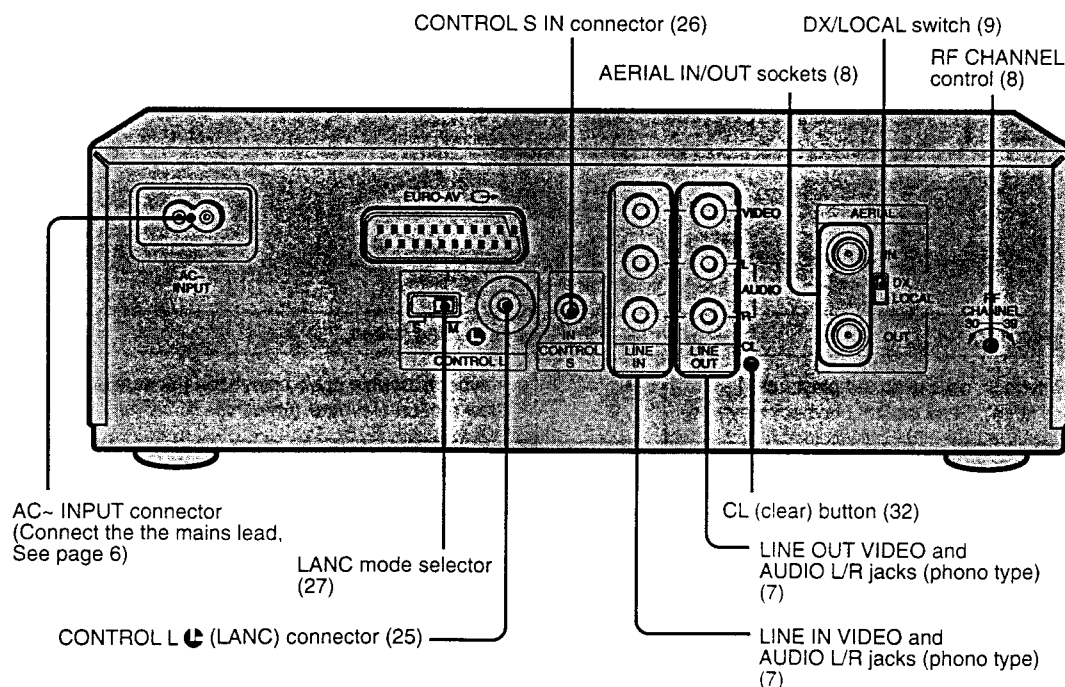 CONTROL S IN connector (26)
DX/LOCAL switch (9)
AERIAL IN/OUT sockets (8)
RF CHANNEL
control (8)
EURO-AV
AC~
INPUT
S M
CONTROL L
IN
CONTROL
S
LINE
IN
LINE
OUT
VIDEO
L
AUDIO
R
CL
AERIAL
IN
DX
LOCAL
OUT
RF
CHANNEL
30 39
AC~ INPUT connector
(Connect the the mains lead,
See page 6)
LANC mode selector
(27)
CONTROL L (LANC) connector (25)
CL (clear) button (32)
LINE OUT VIDEO and
AUDIO L/R jacks (phono type)
(7)
LINE IN VIDEO and
AUDIO L/R jacks (phono type)
(7)